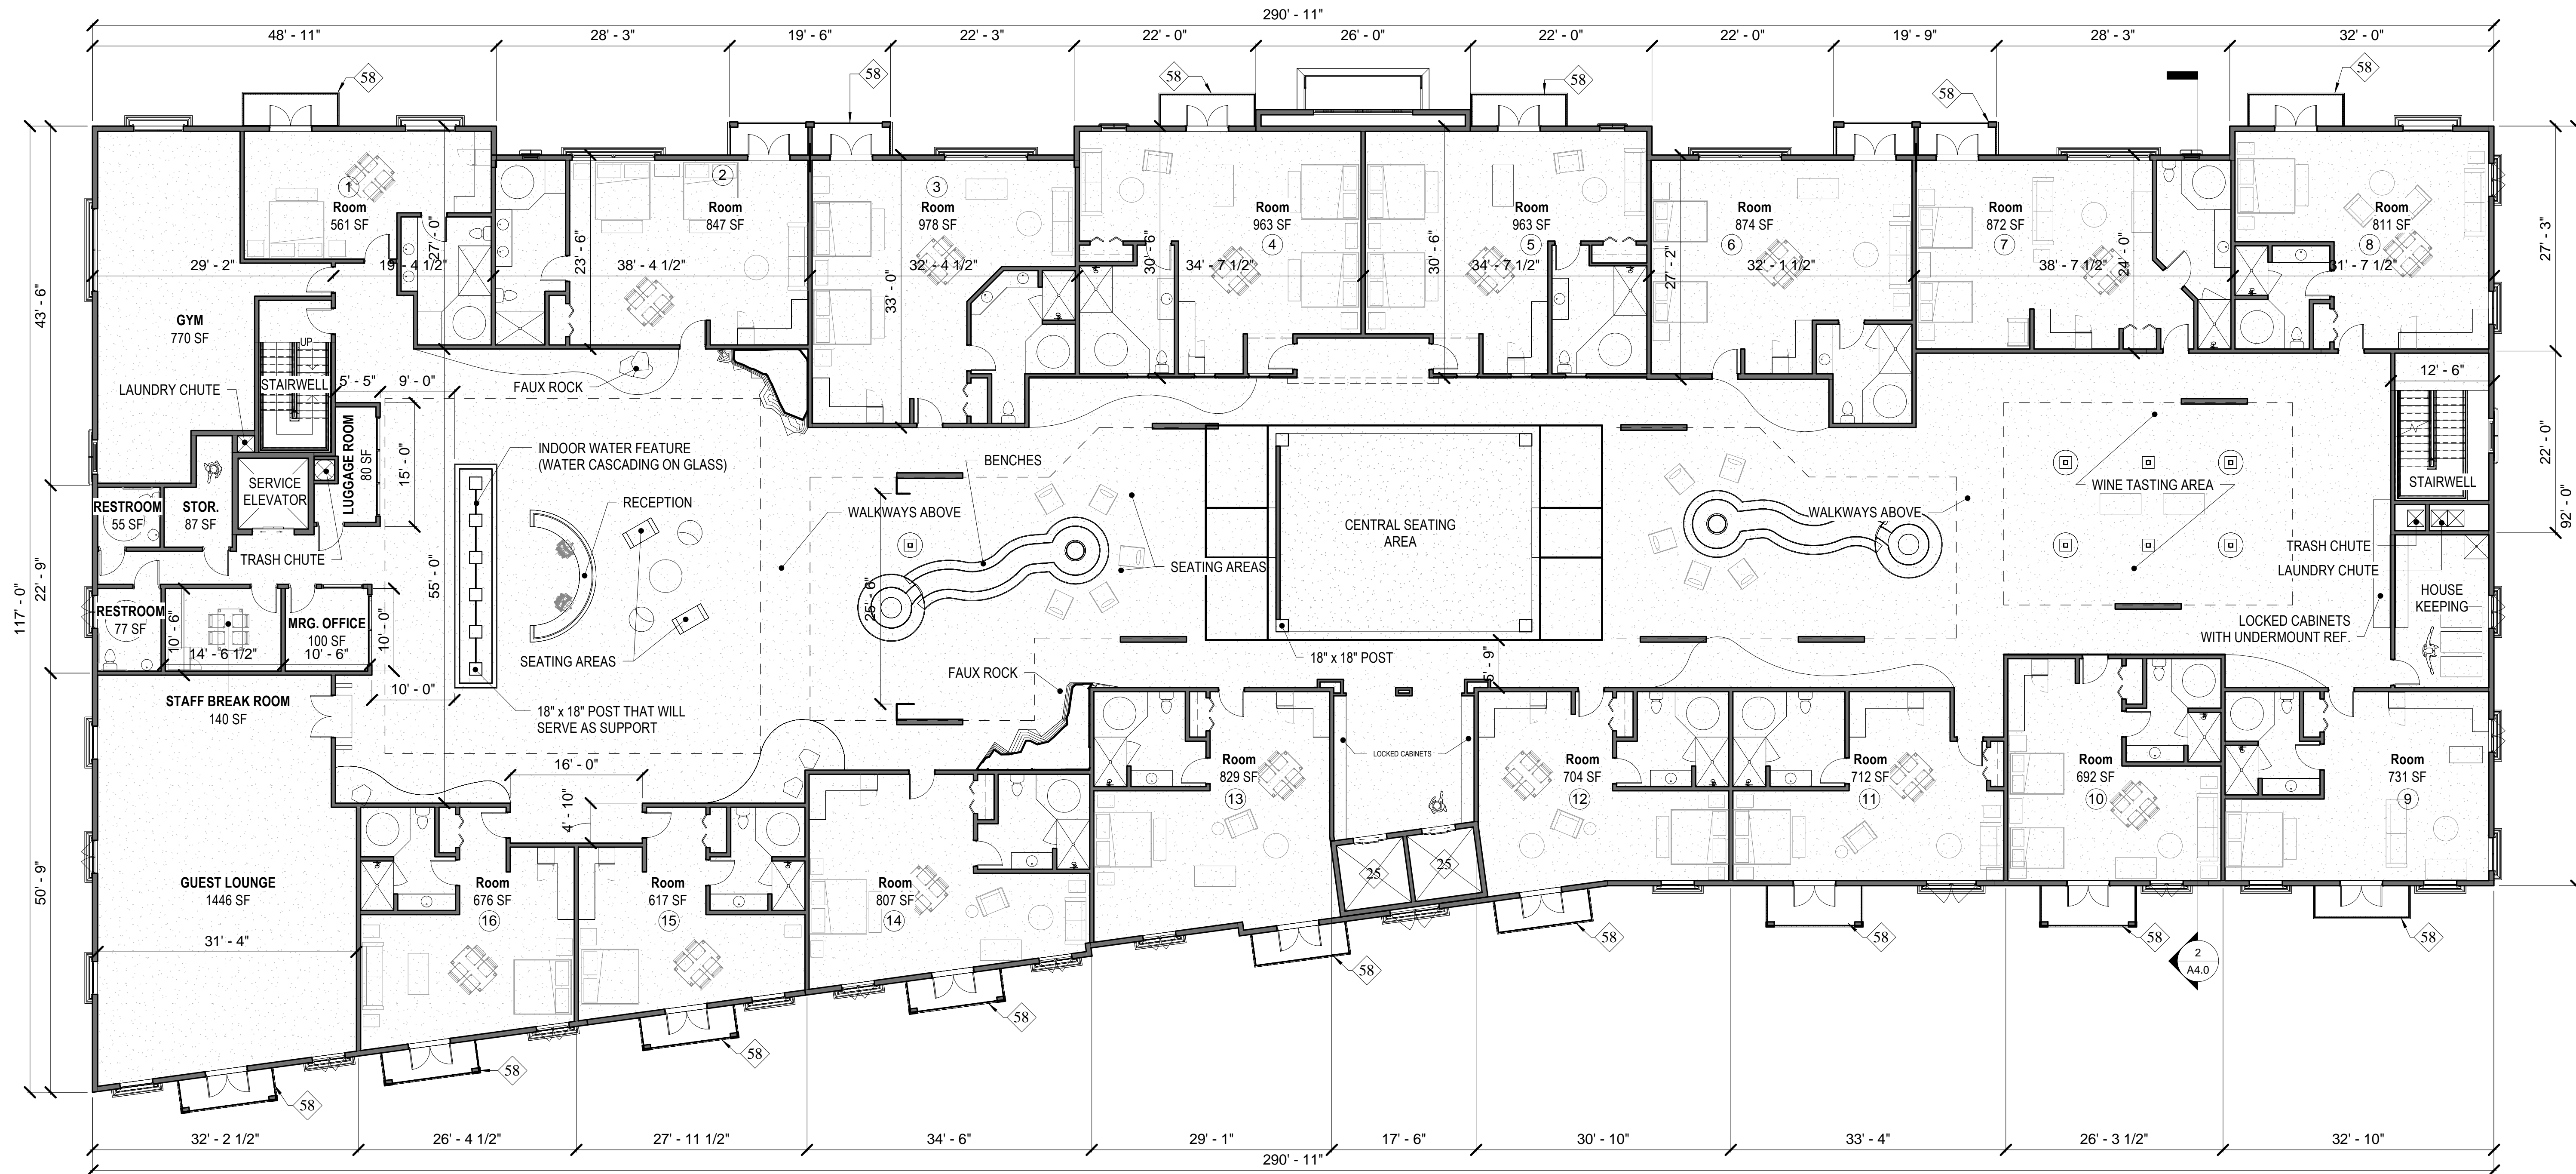 290' - 11"
48' - 11"
28' - 3"
19' - 6"
22' - 3"
22' - 0"
26' - 0"
22' - 0"
22' - 0"
19' - 9"
28' - 3"
32' - 0"
58
58
58
58
58
58
1
Room
561 SF
2
Room
847 SF
3
Room
978 SF
Room
963 SF
4
Room
963 SF
5
Room
874 SF
6
Room
872 SF
7
Room
811 SF
8
27' - 0"
23' - 6"
33' - 0"
30' - 6"
30' - 6"
27' - 2"
24' - 0"
27' - 3"
29' - 2"
19' - 4 1/2"
38' - 4 1/2"
32' - 4 1/2"
34' - 7 1/2"
34' - 7 1/2"
32' - 1 1/2"
38' - 7 1/2"
31' - 7 1/2"
43' - 6"
GYM
770 SF
UP
STAIRWELL
5' - 5"
9' - 0"
LAUNDRY CHUTE
FAUX ROCK
12' - 6"
22' - 0"
STAIRWELL
LUGGAGE ROOM
80 SF
15' - 0"
INDOOR WATER FEATURE
(WATER CASCADING ON GLASS)
BENCHES
RECEPTION
WALKWAYS ABOVE
SERVICE
ELEVATOR
RESTROOM
55 SF
STOR.
87 SF
TRASH CHUTE
CENTRAL SEATING
AREA
WALKWAYS ABOVE
WINE TASTING AREA
SEATING AREAS
TRASH CHUTE
LAUNDRY CHUTE
92' - 0"
HOUSE
KEEPING
LOCKED CABINETS
WITH UNDERMOUNT REF.
117' - 0"
22' - 9"
55' - 0"
25' - 6"
RESTROOM
77 SF
10' - 6"
14' - 6 1/2"
MRG. OFFICE
100 SF
10' - 6"
10' - 0"
SEATING AREAS
18" x 18" POST
5' - 9"
FAUX ROCK
10' - 0"
STAFF BREAK ROOM
140 SF
18" x 18" POST THAT WILL
SERVE AS SUPPORT
LOCKED CABINETS
16' - 0"
4' - 10"
Room
829 SF
13
Room
704 SF
12
Room
712 SF
11
Room
692 SF
10
Room
731 SF
9
50' - 9"
GUEST LOUNGE
1446 SF
31' - 4"
Room
676 SF
16
Room
617 SF
15
Room
807 SF
14
25
25
58
58
58
58
58
58
58
58
58
2
A4.0
32' - 2 1/2"
26' - 4 1/2"
27' - 11 1/2"
34' - 6"
29' - 1"
17' - 6"
30' - 10"
33' - 4"
26' - 3 1/2"
32' - 10"
290' - 11"